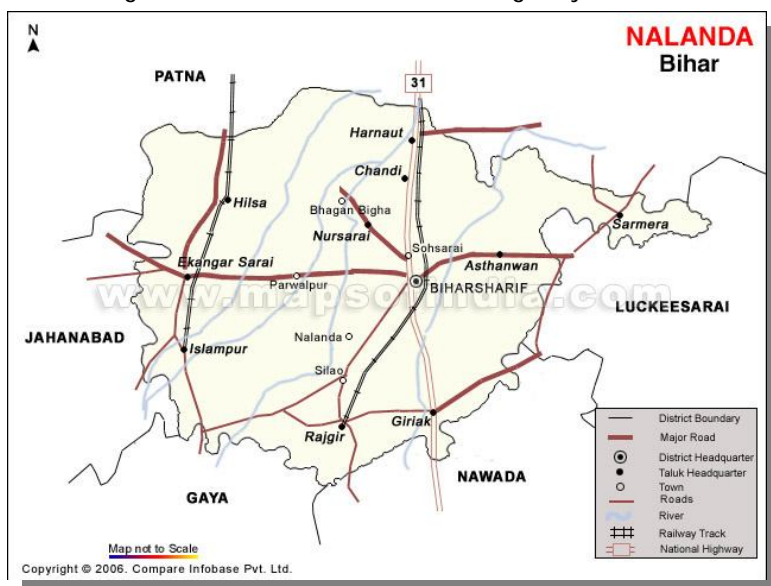 N
NALANDA
Bihar
PATNA
31
Harnaut
Chandi
Hilsa
Bhagan Bigha
Nursarai
Sarmera
Sohsarai
Asthanwan
Ekangar Sarai
Parwalpur
BIHARSHARIF
www.mapsofindia.com
LUCKEESARAI
JAHANABAD
Nalanda
Islampur
Silao
Giriak
Rajgir
NAWADA
GAYA
District Boundary
Major Road
District Headquarter
Taluk Headquarter
Town
Roads
River
Railway Track
National Highway
Map not to Scale
Copyright © 2006. Compare Infobase Pvt. Ltd.